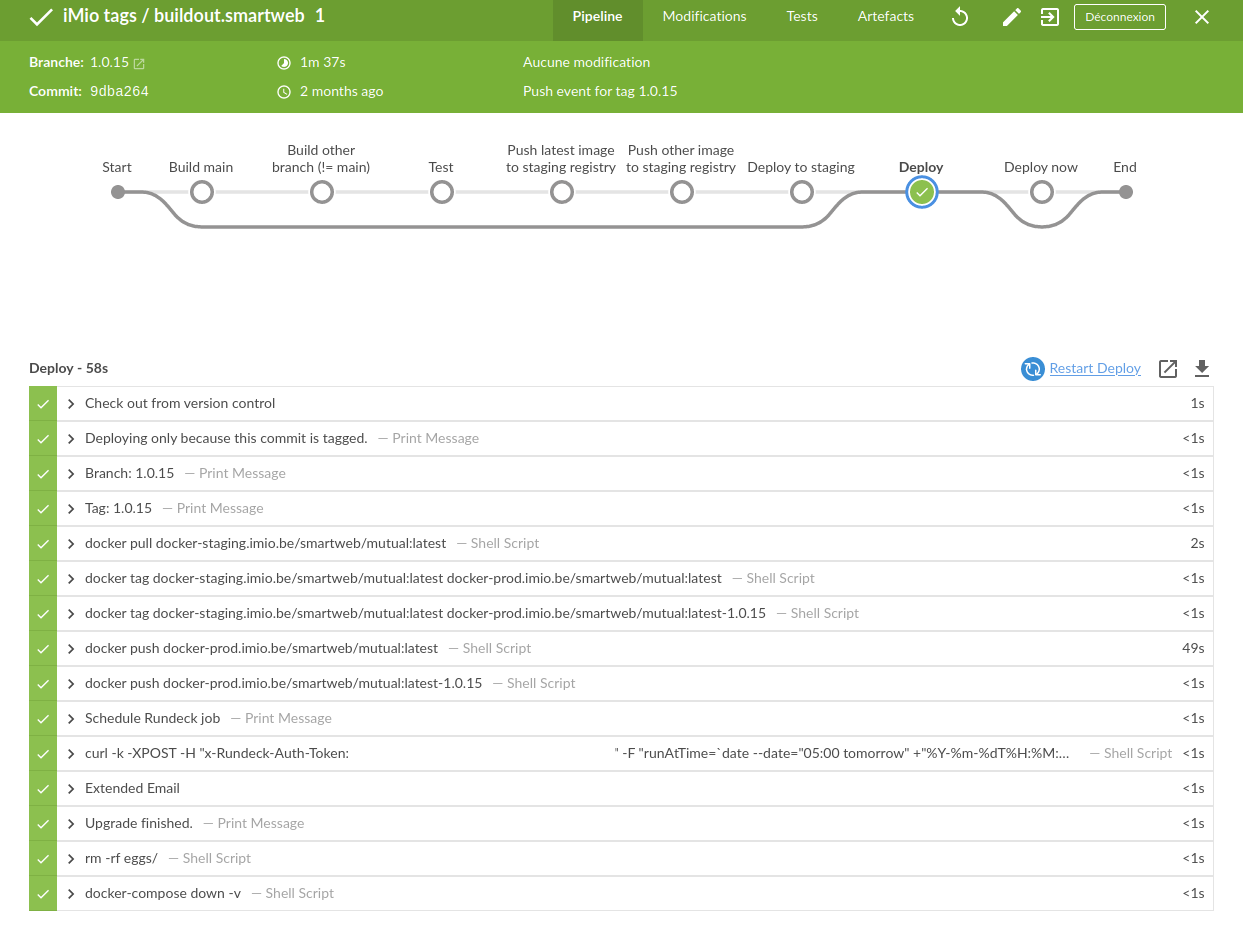 iMio tags / buildout.smartweb 1 Pipeline Modifications Tests Artefacts Déconnexion
Branche: 1.0.15 1m 37s Aucune modification
Commit: 9dba264 2 months ago Push event for tag 1.0.15
Build other Push latest image Push other image
Start Build main branch (!= main) Test to staging registry to staging registry Deploy to staging Deploy Deploy now End
Deploy - 58s Restart Deploy
Check out from version control 1s
Deploying only because this commit is tagged. — Print Message <1s
Branch: 1.0.15 — Print Message <1s
Tag: 1.0.15 — Print Message <1s
docker pull docker-staging.imio.be/smartweb/mutual:latest — Shell Script 2s
docker tag docker-staging.imio.be/smartweb/mutual:latest docker-prod.imio.be/smartweb/mutual:latest — Shell Script <1s
docker tag docker-staging.imio.be/smartweb/mutual:latest docker-prod.imio.be/smartweb/mutual:latest-1.0.15 — Shell Script <1s
docker push docker-prod.imio.be/smartweb/mutual:latest — Shell Script 49s
docker push docker-prod.imio.be/smartweb/mutual:latest-1.0.15 — Shell Script <1s
Schedule Rundeck job — Print Message <1s
curl -k -XPOST -H "x-Rundeck-Auth-Token: " -F "runAtTime=`date --date="05:00 tomorrow" +"%Y-%m-%dT%H:%M:... — Shell Script <1s
Extended Email <1s
Upgrade finished. — Print Message <1s
rm -rf eggs/ — Shell Script <1s
docker-compose down -v — Shell Script <1s